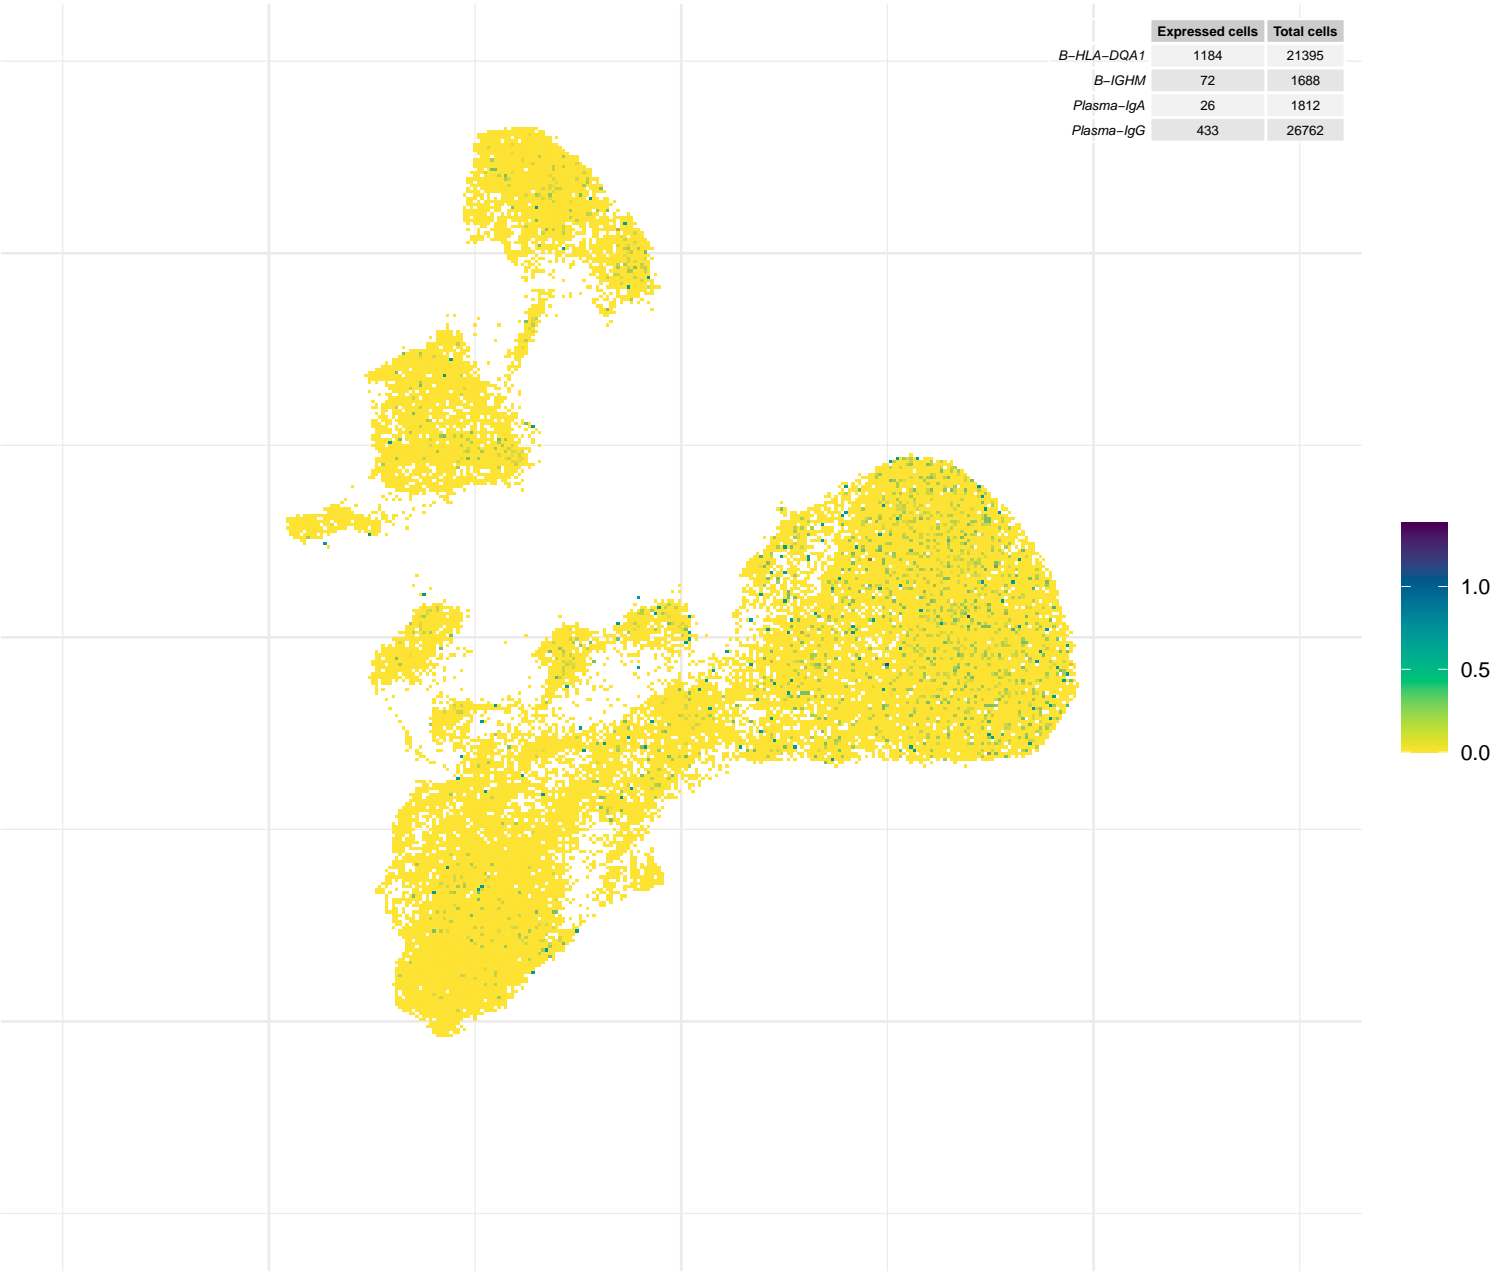 Expressed cells Total cells
B−HLA−DQA1 1184 21395
B−IGHM 72 1688
Plasma−IgA 26 1812
Plasma−IgG 433 26762
1.0
0.5
0.0